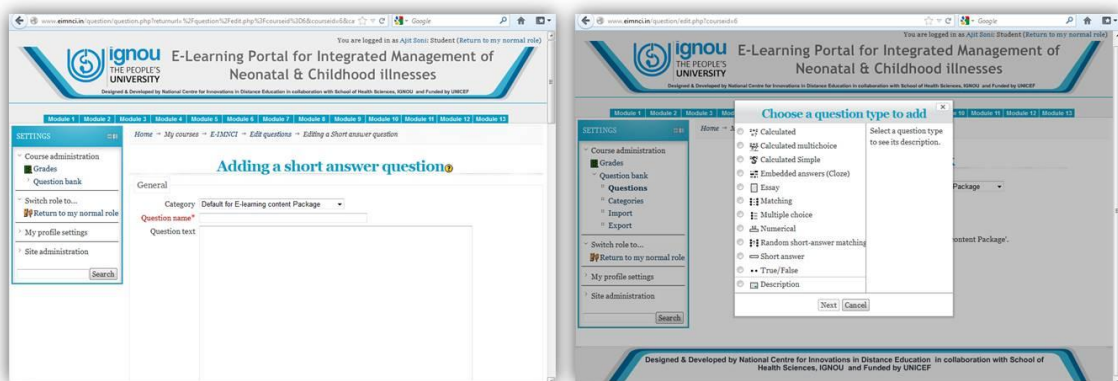 www.eimnci.in/question/question.php?returnurl=%2Fquestion%2Fedit.php%3Fcourseid%3D6&courseid=6&ca
Google
You are logged in as Ajit Soni: Student (Return to my normal role)
ignou
THE PEOPLE'S
UNIVERSITY
E-Learning Portal for Integrated Management of
Neonatal & Childhood illnesses
Designed & Developed by National Centre for Innovations in Distance Education in collaboration with School of Health Sciences, IGNOU and Funded by UNICEF
Module 1 Module 2 Module 3 Module 4 Module 5 Module 6 Module 7 Module 8 Module 9 Module 10 Module 11 Module 12 Module 13
SETTINGS
Home → My courses → E-IMNCI → Edit questions → Editing a Short answer question
Course administration
Grades
Question bank
Switch role to...
Return to my normal role
My profile settings
Site administration
Search
Adding a short answer question
General
Category Default for E-learning content Package
Question name*
Question text
www.eimnci.in/question/edit.php?courseid=6
Google
You are logged in as Ajit Soni: Student (Return to my normal role)
ignou
THE PEOPLE'S
UNIVERSITY
E-Learning Portal for Integrated Management of
Neonatal & Childhood illnesses
Designed & Developed by National Centre for Innovations in Distance Education in collaboration with School of Health Sciences, IGNOU and Funded by UNICEF
Module 1 Module 2 Module 10 Module 11 Module 12 Module 13
SETTINGS
Home →
Course administration
Grades
Question bank
Questions
Categories
Import
Export
Switch role to...
Return to my normal role
My profile settings
Site administration
Search
Choose a question type to add
Calculated
Calculated multichoice
Calculated Simple
Embedded answers (Cloze)
Essay
Matching
Multiple choice
Numerical
Random short-answer matching
Short answer
True/False
Description
Select a question type
to see its description.
Next Cancel
Package
content Package'.
Designed & Developed by National Centre for Innovations in Distance Education in collaboration with School of
Health Sciences, IGNOU and Funded by UNICEF